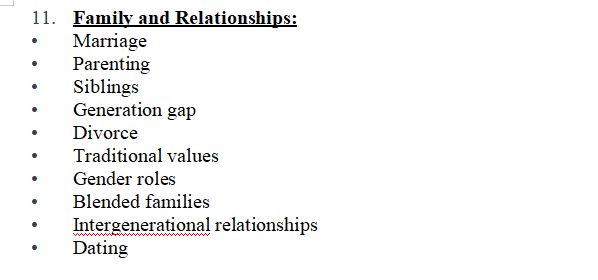 11. Family and Relationships:
• Marriage
• Parenting
• Siblings
• Generation gap
• Divorce
• Traditional values
• Gender roles
• Blended families
• Intergenerational relationships
• Dating